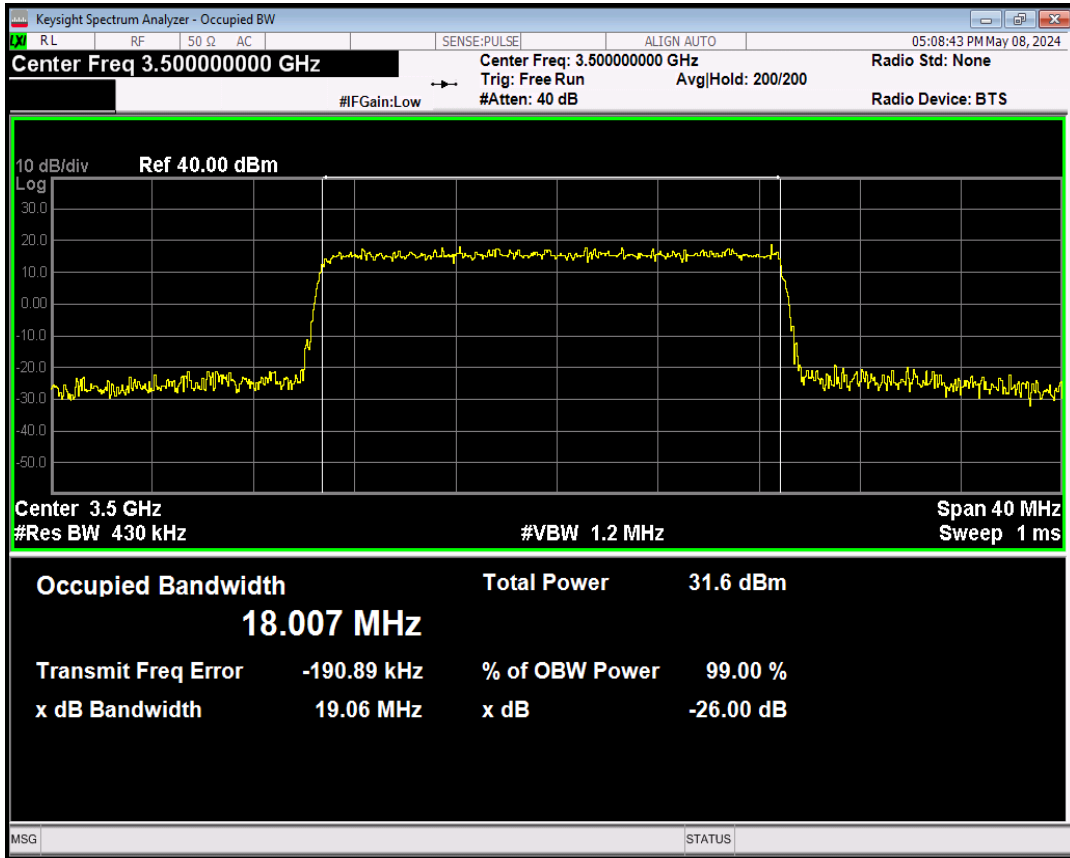 Keysight Spectrum Analyzer - Occupied BW
LXI RL RF 50 Ω AC SENSE:PULSE ALIGN AUTO 05:08:43 PM May 08, 2024
Center Freq 3.500000000 GHz Center Freq: 3.500000000 GHz Radio Std: None
Trig: Free Run Avg|Hold: 200/200
#IFGain:Low #Atten: 40 dB Radio Device: BTS
10 dB/div Ref 40.00 dBm
Log
30.0
20.0
10.0
0.00
-10.0
-20.0
-30.0
-40.0
-50.0
Center 3.5 GHz Span 40 MHz
#Res BW 430 kHz #VBW 1.2 MHz Sweep 1 ms
Occupied Bandwidth Total Power 31.6 dBm
18.007 MHz
Transmit Freq Error -190.89 kHz % of OBW Power 99.00 %
x dB Bandwidth 19.06 MHz x dB -26.00 dB
MSG STATUS